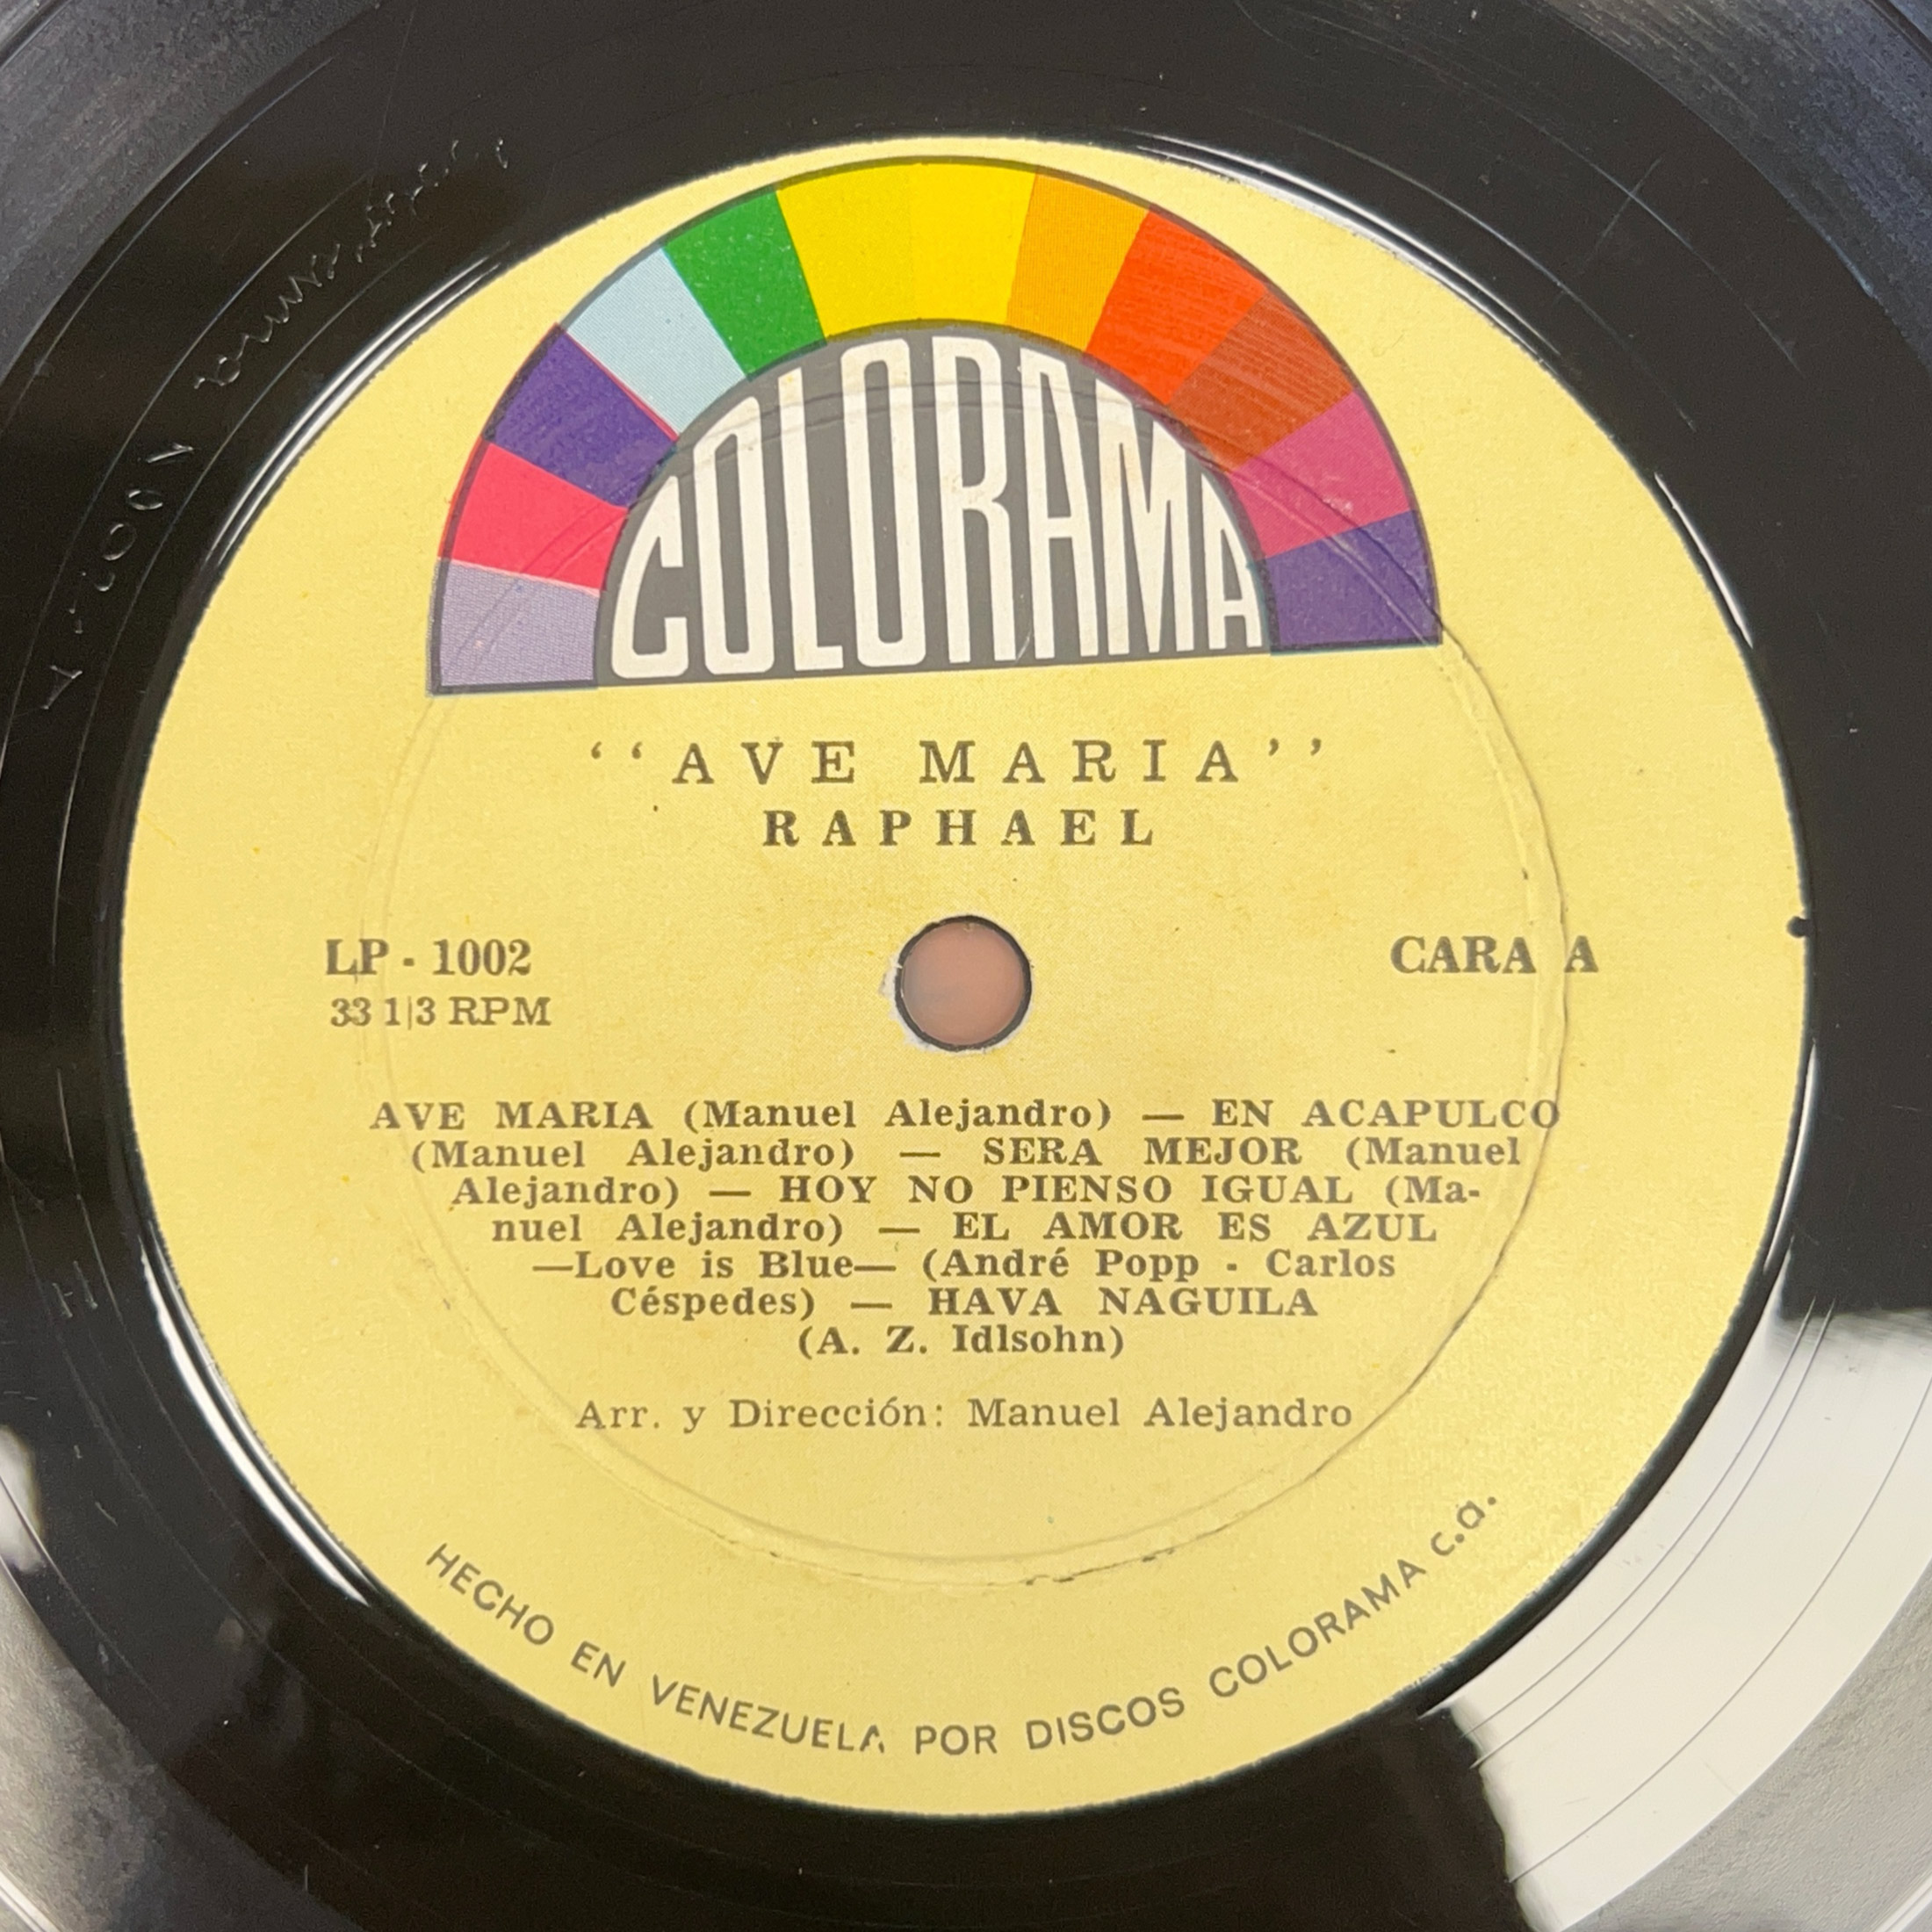 COLORAMA
‘‘AVE MARIA’’
RAPHAEL
LP - 1002
CARA A
33 1|3 RPM
AVE MARIA (Manuel Alejandro) — EN ACAPULCO
(Manuel Alejandro) — SERA MEJOR (Manuel
Alejandro) — HOY NO PIENSO IGUAL (Ma-
nuel Alejandro) — EL AMOR ES AZUL
—Love is Blue— (André Popp - Carlos
Céspedes) — HAVA NAGUILA
(A. Z. Idlsohn)
Arr. y Dirección: Manuel Alejandro
HECHO EN VENEZUELA POR DISCOS COLORAMA c.a.